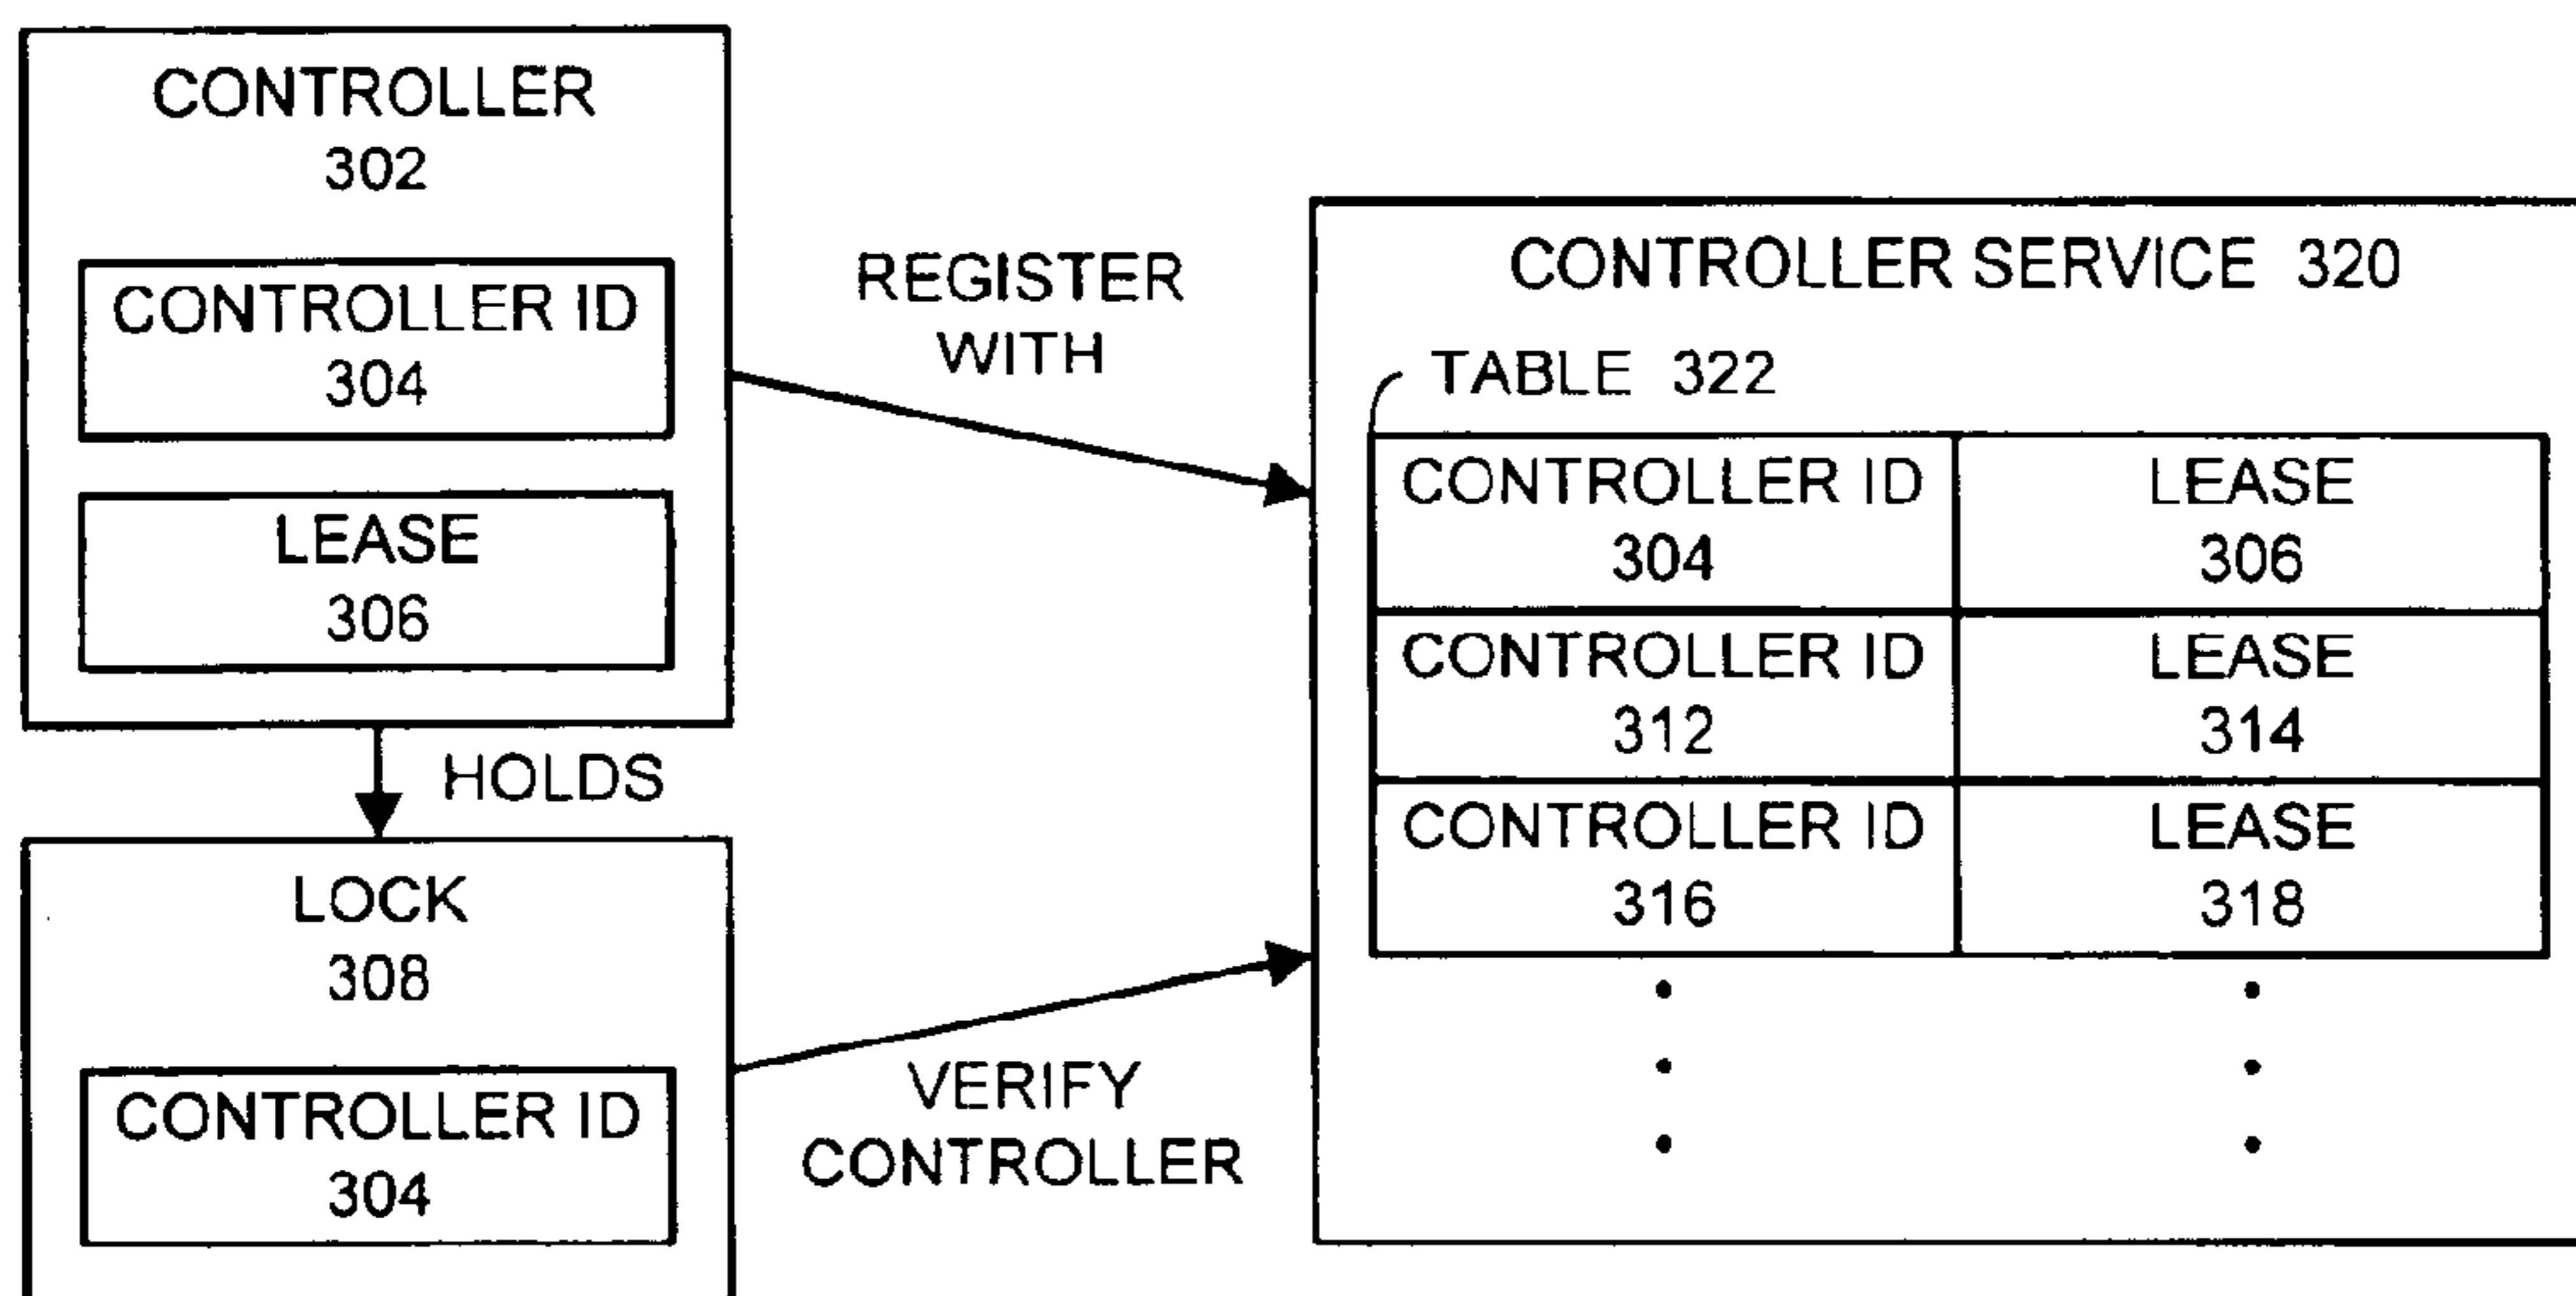 CONTROLLER
302
CONTROLLER ID
304
LEASE
306
HOLDS
LOCK
308
CONTROLLER ID
304
REGISTER
WITH
VERIFY
CONTROLLER
CONTROLLER SERVICE 320
TABLE 322
CONTROLLER ID LEASE
304 306
CONTROLLER ID LEASE
312 314
CONTROLLER ID LEASE
316 318